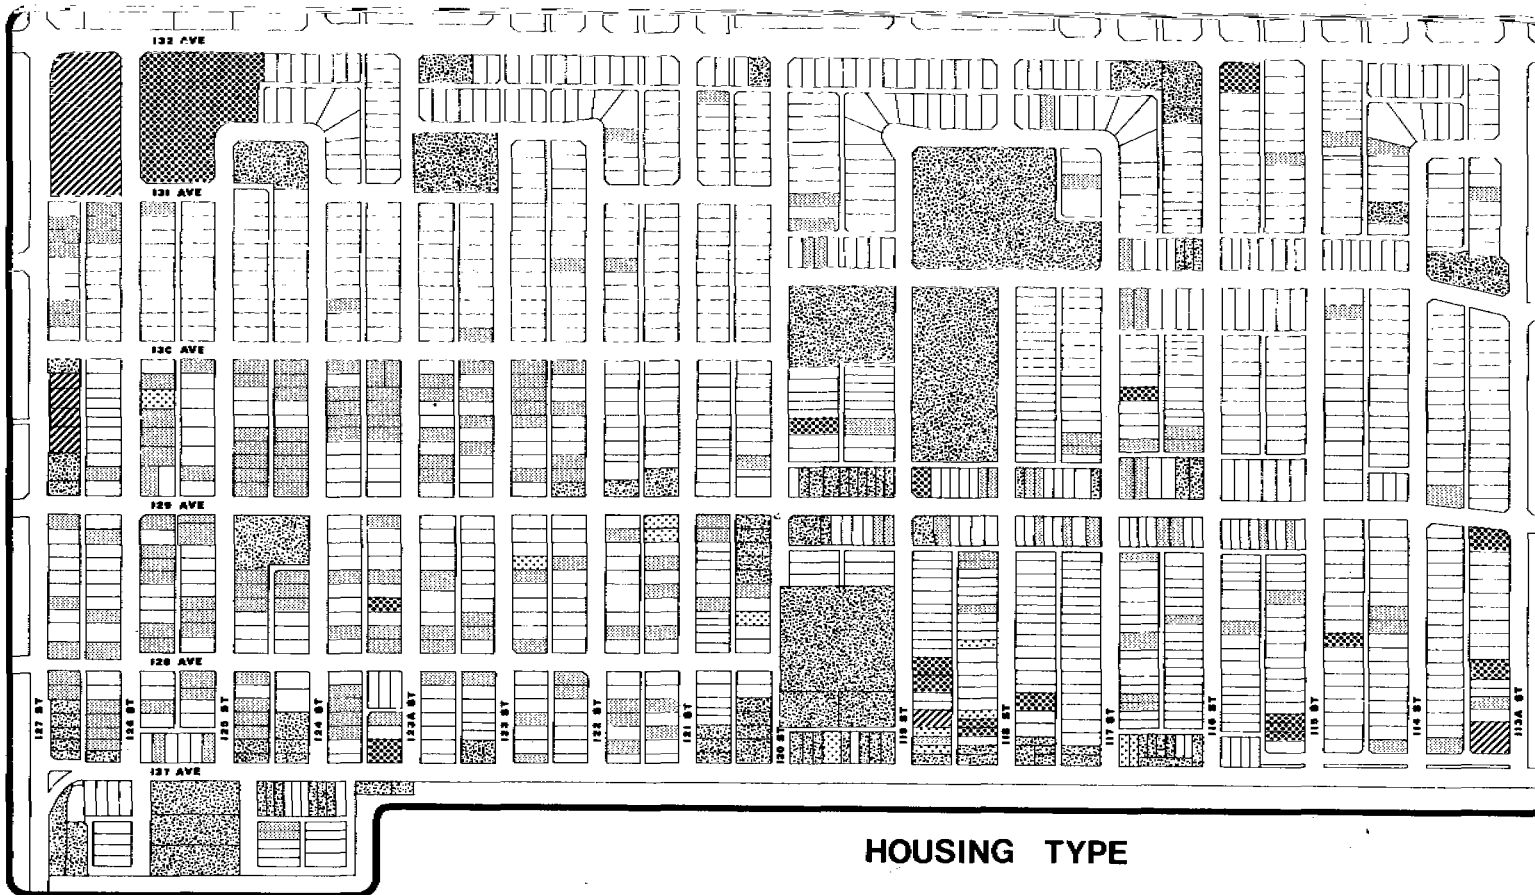 132 AVE
131 AVE
13C AVE
129 AVE
128 AVE
127 ST
126 ST
125 ST
124 ST
123A ST
123 ST
122 ST
121 ST
120 ST
119 ST
118 ST
117 ST
116 ST
115 ST
114 ST
113A ST
127 AVE
HOUSING TYPE